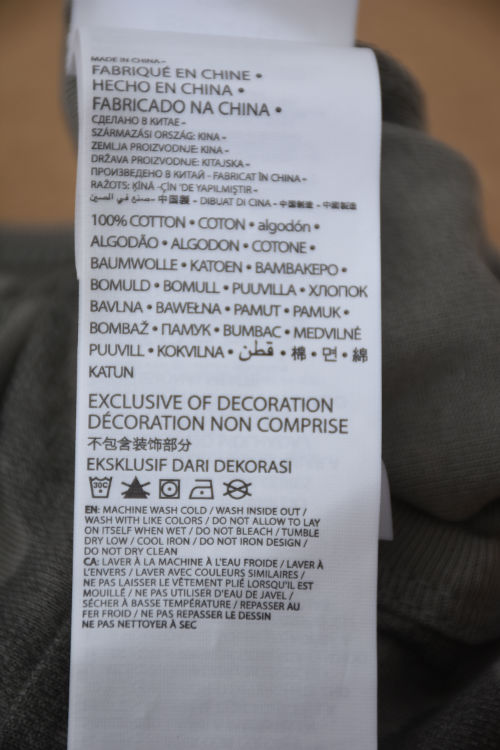 MADE IN CHINA –
FABRIQUÉ EN CHINE •
HECHO EN CHINA •
FABRICADO NA CHINA •
СДЕЛАНО В КИТАЕ –
SZÁRMAZÁSI ORSZÁG: KINA –
ZEMLJA PROIZVODNJE: KINA –
DRŽAVA PROIZVODNJE: KITAJSKA –
ПРОИЗВЕДЕНО В КИТАЙ - FABRICAT ÎN CHINA –
RAŽOTS: ĶĪNĀ -ÇİN 'DE YAPILMIŞTIR –
صنع في الصين – 中国製 – DIBUAT DI CINA – 中国制造 – 中國製造
100% COTTON • COTON • algodón •
ALGODÃO • ALGODON • COTONE •
BAUMWOLLE • KATOEN • ΒΑΜΒΑΚΕΡΟ •
BOMULD • BOMULL • PUUVILLA • ХЛОПОК
BAVLNA • BAWEŁNA • PAMUT • PAMUK •
BOMBAŽ • ПАМУК • BUMBAC • MEDVILNĖ
PUUVILL • KOKVILNA • قطن • 棉 • 면 • 綿
KATUN
EXCLUSIVE OF DECORATION
DÉCORATION NON COMPRISE
不包含装饰部分
EKSKLUSIF DARI DEKORASI
30C
EN: MACHINE WASH COLD / WASH INSIDE OUT /
WASH WITH LIKE COLORS / DO NOT ALLOW TO LAY
ON ITSELF WHEN WET / DO NOT BLEACH / TUMBLE
DRY LOW / COOL IRON / DO NOT IRON DESIGN /
DO NOT DRY CLEAN
CA: LAVER À LA MACHINE À L'EAU FROIDE / LAVER À
L'ENVERS / LAVER AVEC COULEURS SIMILAIRES /
NE PAS LAISSER LE VÊTEMENT PLIÉ LORSQU'IL EST
MOUILLÉ / NE PAS UTILISER D'EAU DE JAVEL /
SÉCHER À BASSE TEMPÉRATURE / REPASSER AU
FER FROID / NE PAS REPASSER LE DESSIN
NE PAS NETTOYER À SEC